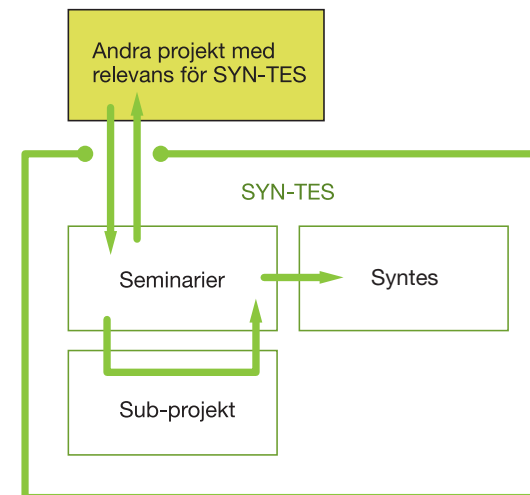 Andra projekt med
relevans för SYN-TES
SYN-TES
Seminarier
Syntes
Sub-projekt